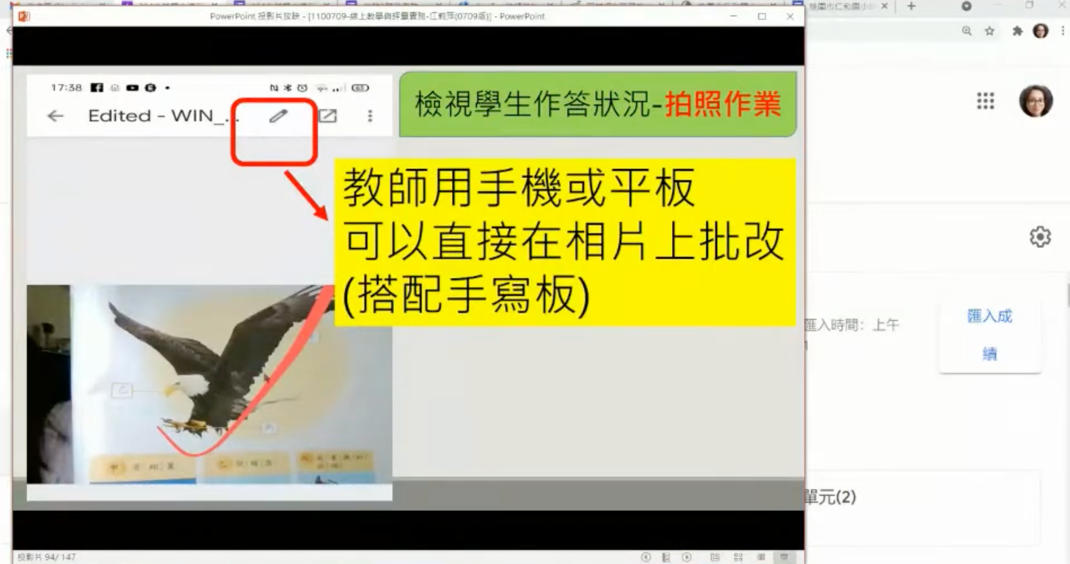 PowerPoint 投影片放映 - [1100709-線上教學與評量實務-江莉萍(0709版)] - PowerPoint
17:38
Edited - WIN_...
檢視學生作答狀況-拍照作業
教師用手機或平板
可以直接在相片上批改
(搭配手寫板)
匯入時間: 上午
匯入成
績
單元(2)
投影片 94/147